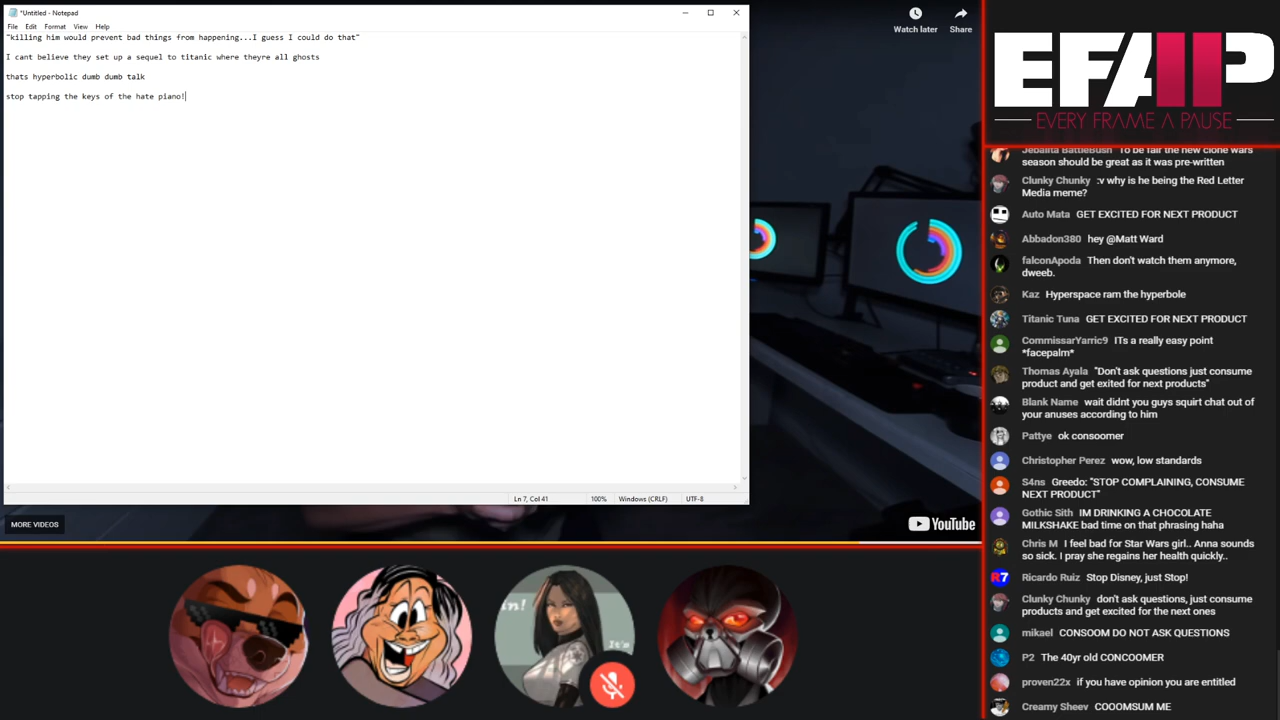 *Untitled - Notepad
File Edit Format View Help
"killing him would prevent bad things from happening...I guess I could do that"
I cant believe they set up a sequel to titanic where theyre all ghosts
thats hyperbolic dumb dumb talk
stop tapping the keys of the hate piano!
Ln 7, Col 41 100% Windows (CRLF) UTF-8
Watch later Share
MORE VIDEOS
YouTube
in!
It's
EFAP
EVERY FRAME A PAUSE
Jebalita BattleBush To be fair the new clone wars
season should be great as it was pre-written
Clunky Chunky :v why is he being the Red Letter
Media meme?
Auto Mata GET EXCITED FOR NEXT PRODUCT
Abbadon380 hey @Matt Ward
falconApoda Then don't watch them anymore,
dweeb.
Kaz Hyperspace ram the hyperbole
Titanic Tuna GET EXCITED FOR NEXT PRODUCT
CommissarYarric9 ITs a really easy point
*facepalm*
Thomas Ayala "Don't ask questions just consume
product and get exited for next products"
Blank Name wait didnt you guys squirt chat out of
your anuses according to him
Pattye ok consoomer
Christopher Perez wow, low standards
S4ns Greedo: "STOP COMPLAINING, CONSUME
NEXT PRODUCT"
Gothic Sith IM DRINKING A CHOCOLATE
MILKSHAKE bad time on that phrasing haha
Chris M I feel bad for Star Wars girl.. Anna sounds
so sick. I pray she regains her health quickly..
R7 Ricardo Ruiz Stop Disney, just Stop!
Clunky Chunky don't ask questions, just consume
products and get excited for the next ones
mikael CONSOOM DO NOT ASK QUESTIONS
P2 The 40yr old CONCOOMER
proven22x if you have opinion you are entitled
Creamy Sheev COOOMSUM ME